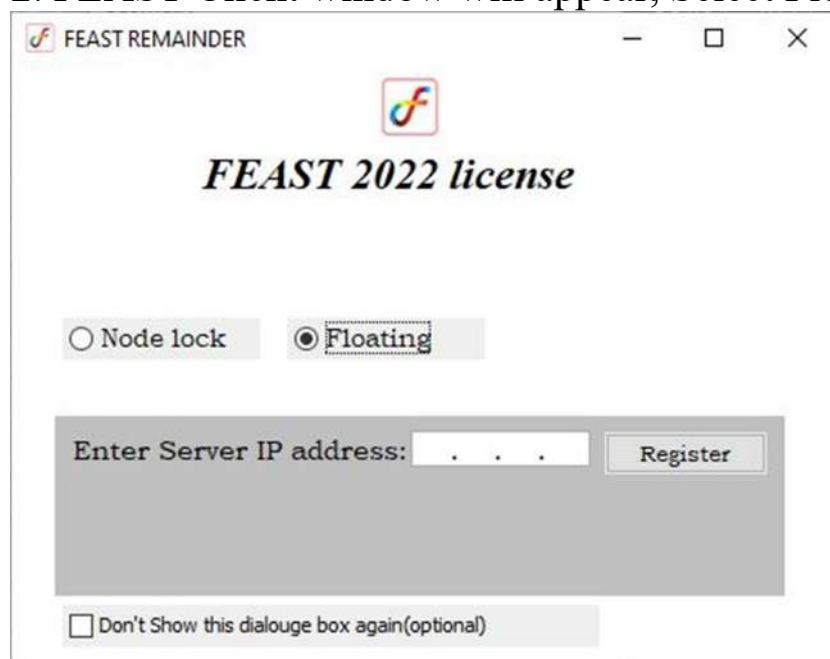 FEAST REMAINDER
FEAST 2022 license
Node lock
Floating
Enter Server IP address: . . .
Register
Don't Show this dialouge box again(optional)